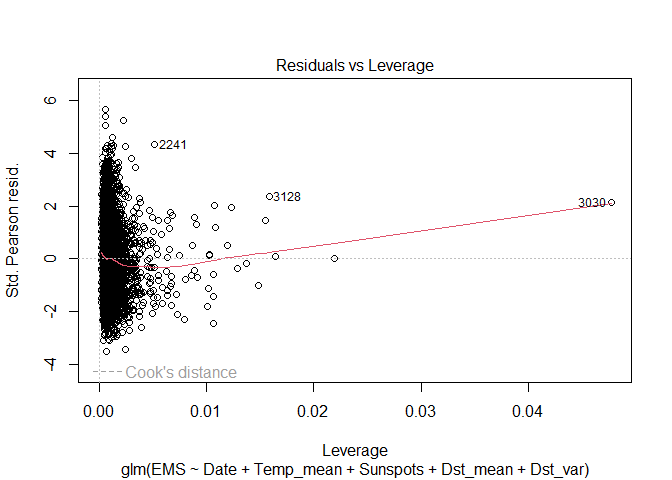 Residuals vs Leverage
Std. Pearson resid.
6
4
2
0
-2
-4
2241
3128
3030
Cook's distance
0.00 0.01 0.02 0.03 0.04
Leverage
glm(EMS ~ Date + Temp_mean + Sunspots + Dst_mean + Dst_var)